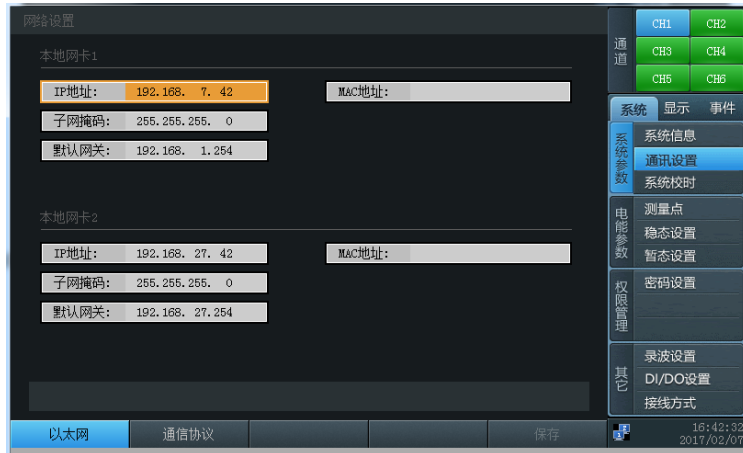 网络设置
本地网卡1
IP地址: 192.168. 7. 42 MAC地址:
子网掩码: 255.255.255. 0
默认网关: 192.168. 1.254
本地网卡2
IP地址: 192.168. 27. 42 MAC地址:
子网掩码: 255.255.255. 0
默认网关: 192.168. 27.254
以太网 通信协议 保存
通道
CH1 CH2
CH3 CH4
CH5 CH6
系统 显示 事件
系统参数
系统信息
通讯设置
系统校时
电能参数
测量点
稳态设置
暂态设置
权限管理
密码设置
其它
录波设置
DI/DO设置
接线方式
16:42:32
2017/02/07